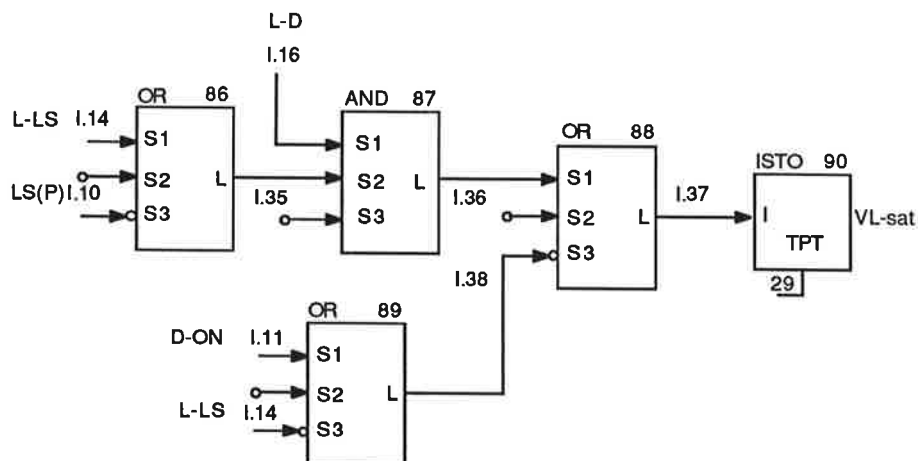 L-D
I.16
OR 86
AND 87
OR 88
ISTO 90
L-LS I.14
S1
S2
S3
L
LS(P) I.10
I.35
S1
S2
S3
L
I.36
S1
S2
S3
L
I.37
I
TPT
VL-sat
29
I.38
OR 89
D-ON I.11
S1
S2
S3
L
L-LS I.14